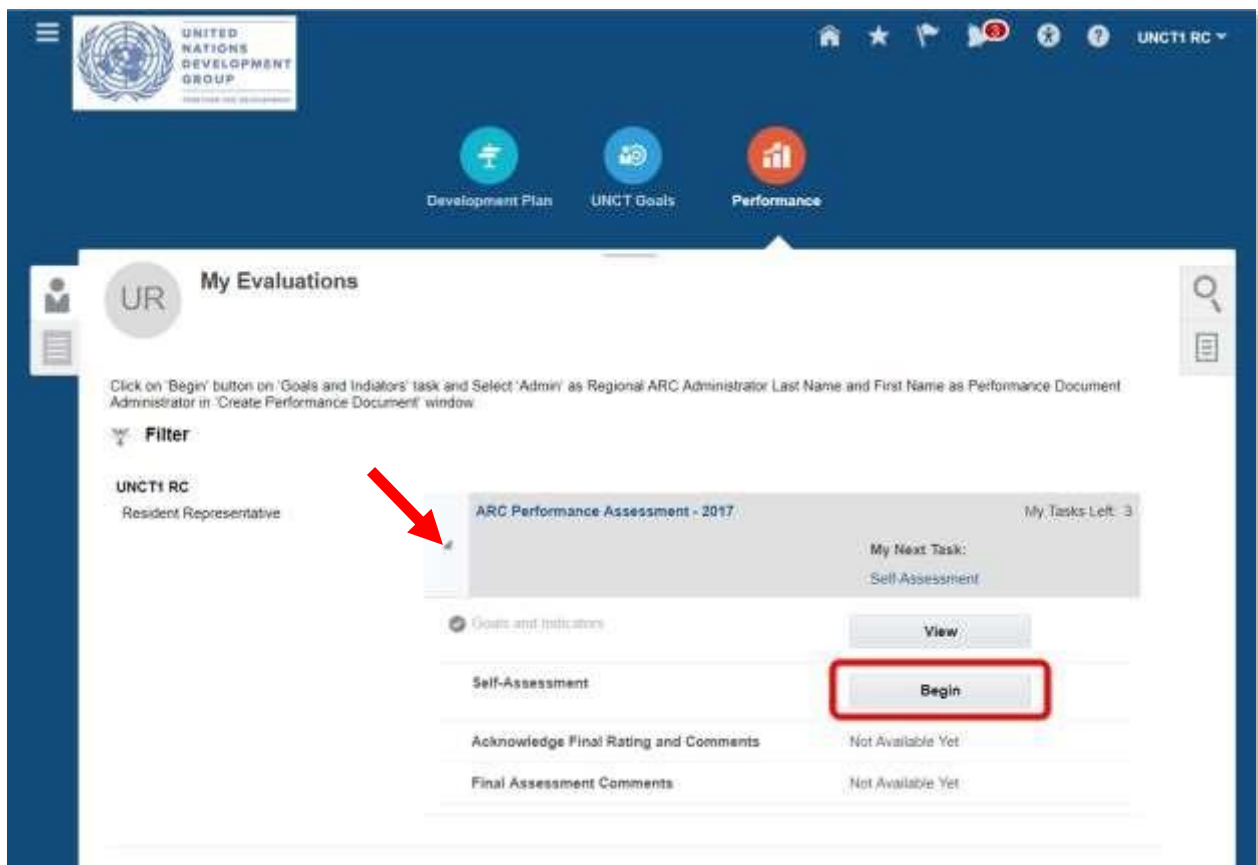 UNITED
NATIONS
DEVELOPMENT
GROUP
3
UNCT1 RC
Development Plan
UNCT Goals
Performance
UR
My Evaluations
Click on 'Begin' button on 'Goals and Indiators' task and Select 'Admin' as Regional ARC Administrator Last Name and First Name as Performance Document
Administrator in 'Create Performance Document' window
Filter
UNCT1 RC
Resident Representative
ARC Performance Assessment - 2017
My Tasks Left 3
My Next Task:
Self-Assessment
Goals and Indicators
View
Self-Assessment
Begin
Acknowledge Final Rating and Comments
Not Available Yet
Final Assessment Comments
Not Available Yet